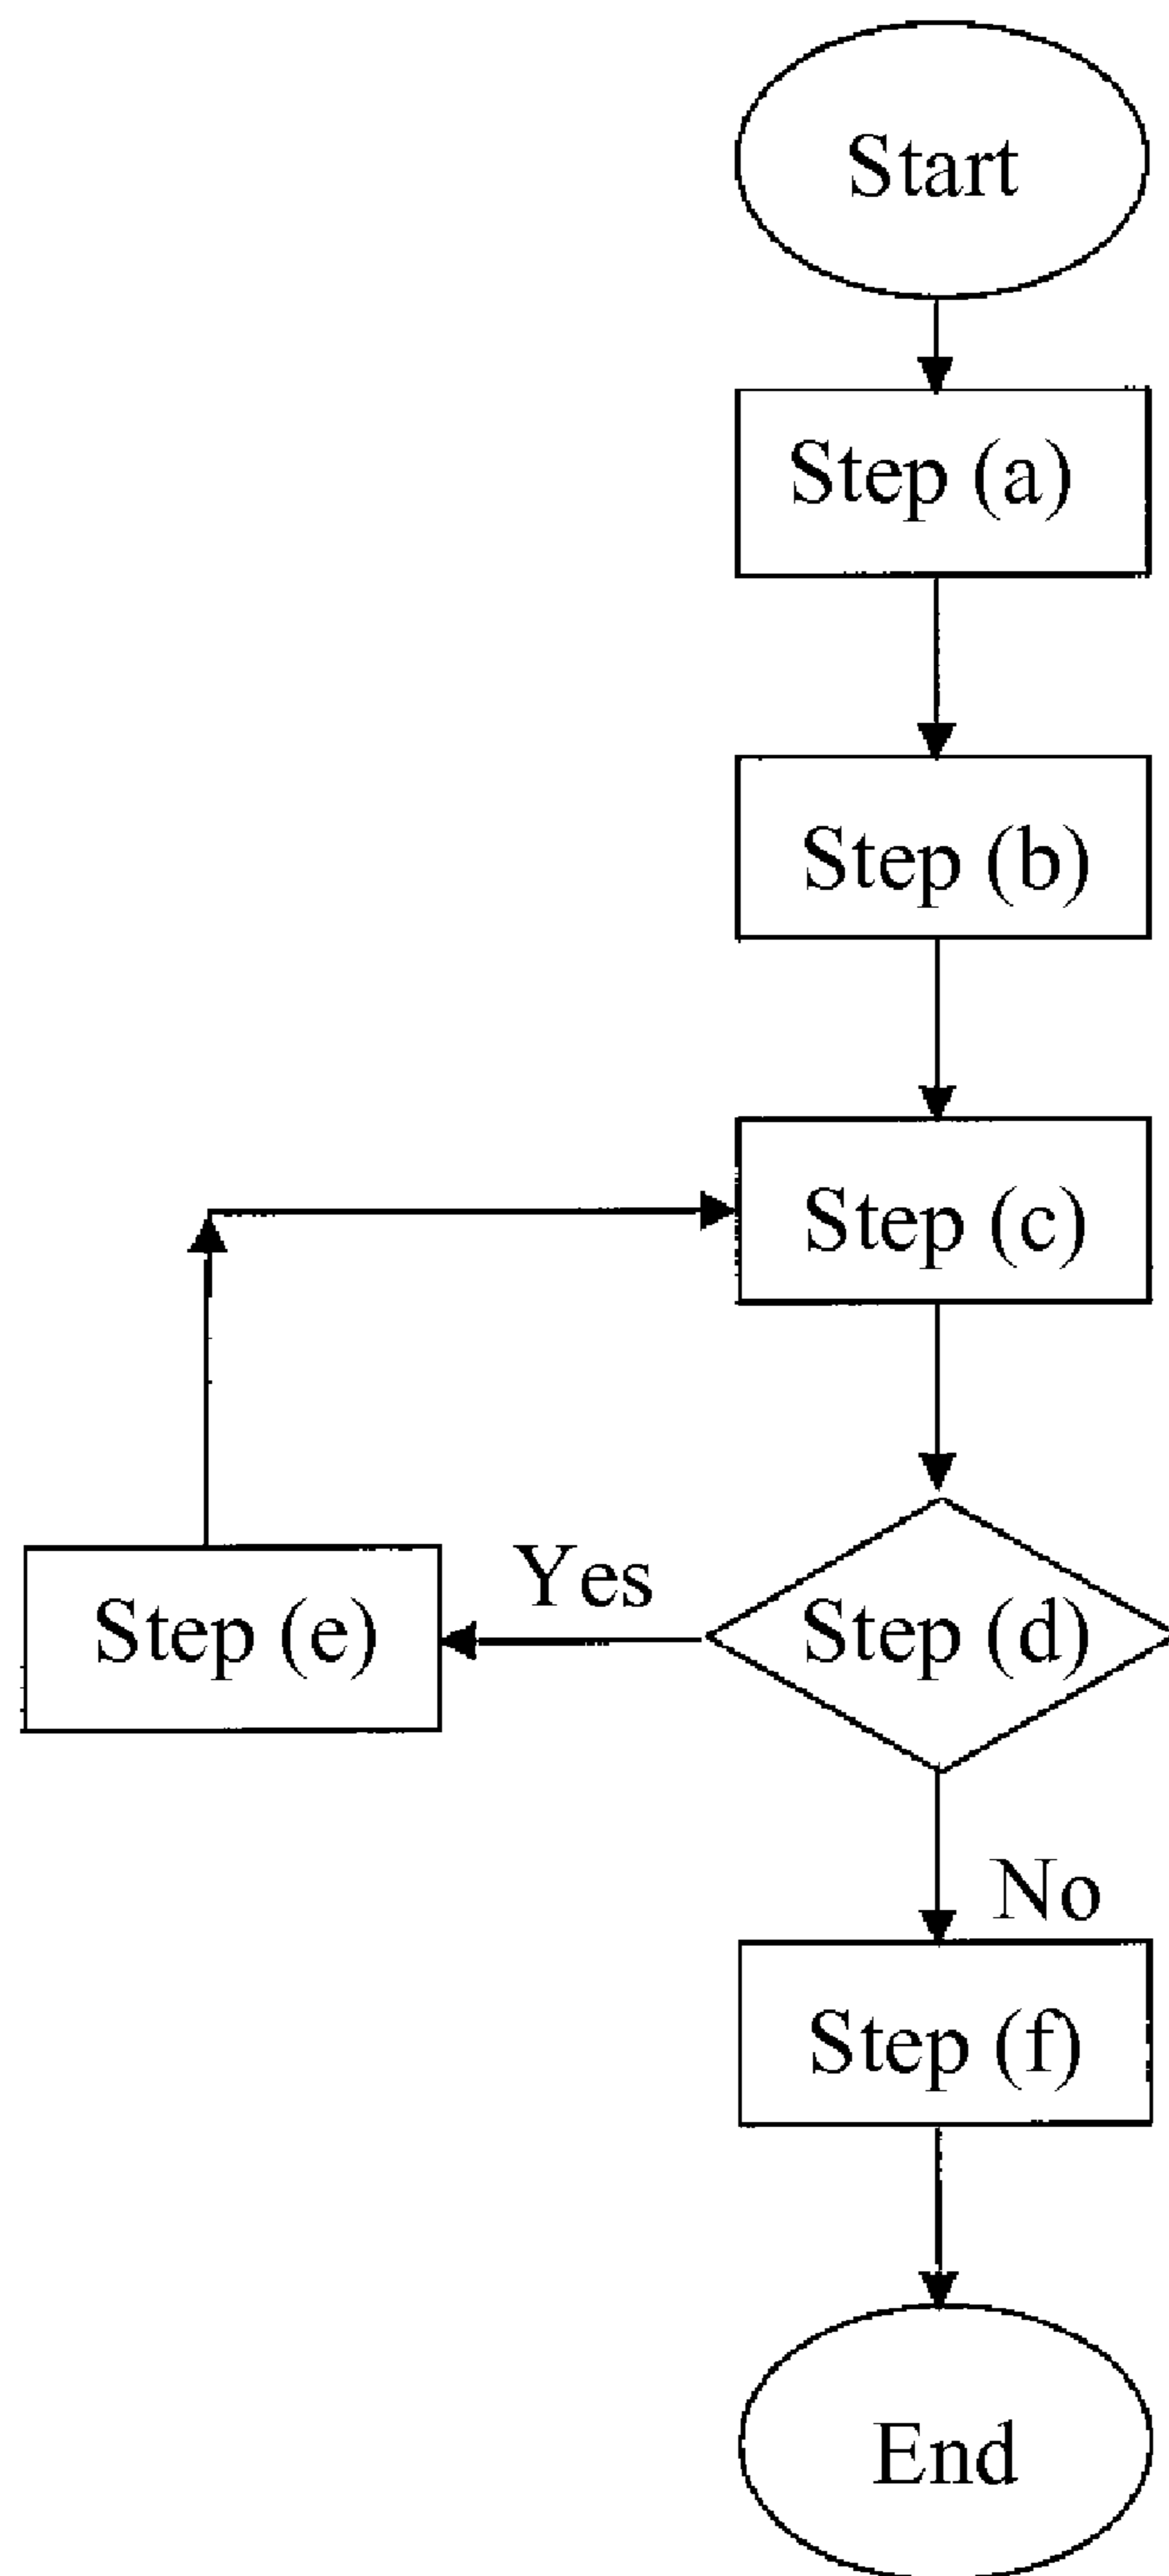 Start
Step (a)
Step (b)
Step (c)
Yes
Step (e)
Step (d)
No
Step (f)
End